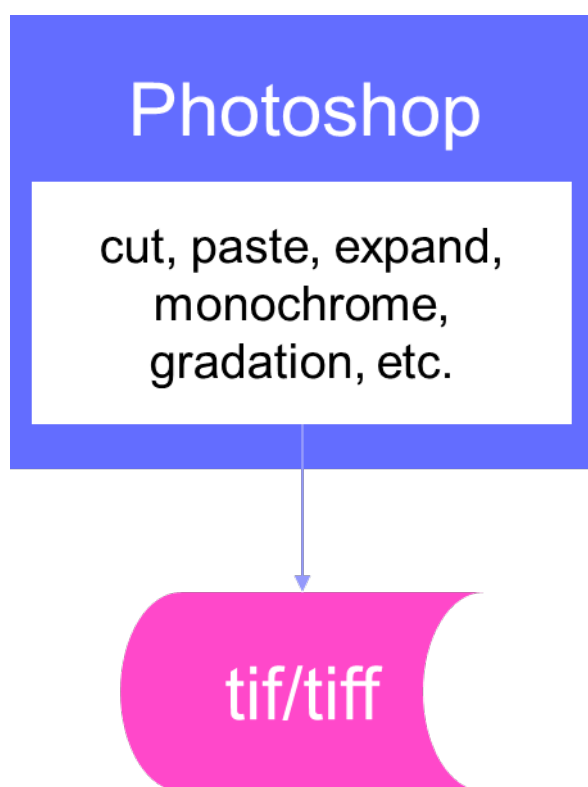 Photoshop
cut, paste, expand,
monochrome,
gradation, etc.
tif/tiff